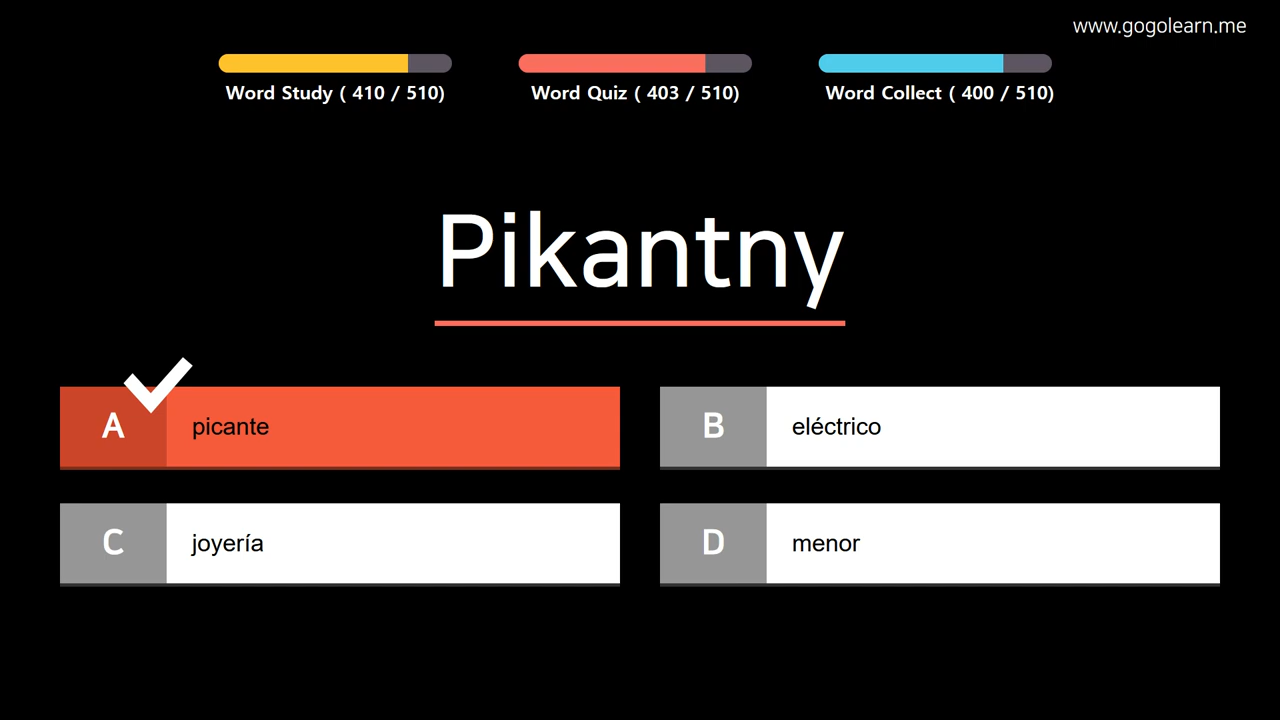 www.gogolearn.me
Word Study ( 410 / 510)
Word Quiz ( 403 / 510)
Word Collect ( 400 / 510)
Pikantny
A picante
B eléctrico
C joyería
D menor